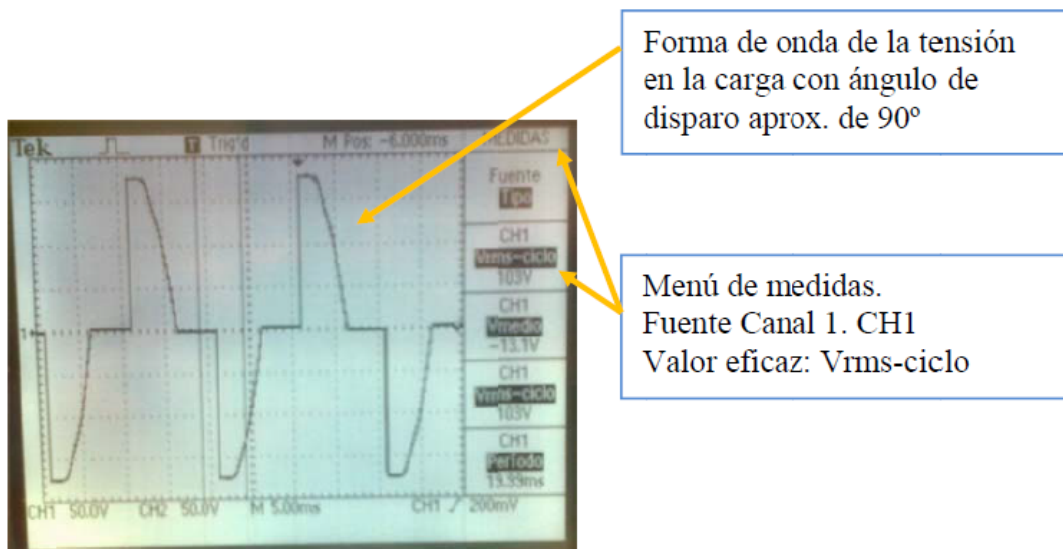 Forma de onda de la tensión
en la carga con ángulo de
disparo aprox. de 90º
Tek T Trig'd M Pos: -6.000ms MEDIDAS
Fuente
Tipo
CH1
Vrms-ciclo
103V
CH1
Vmedio
-13.1V
CH1
Vrms-ciclo
103V
CH1
Período
19.99ms
1
CH1 50.0V CH2 50.0V M 5.00ms CH1 200mV
Menú de medidas.
Fuente Canal 1. CH1
Valor eficaz: Vrms-ciclo